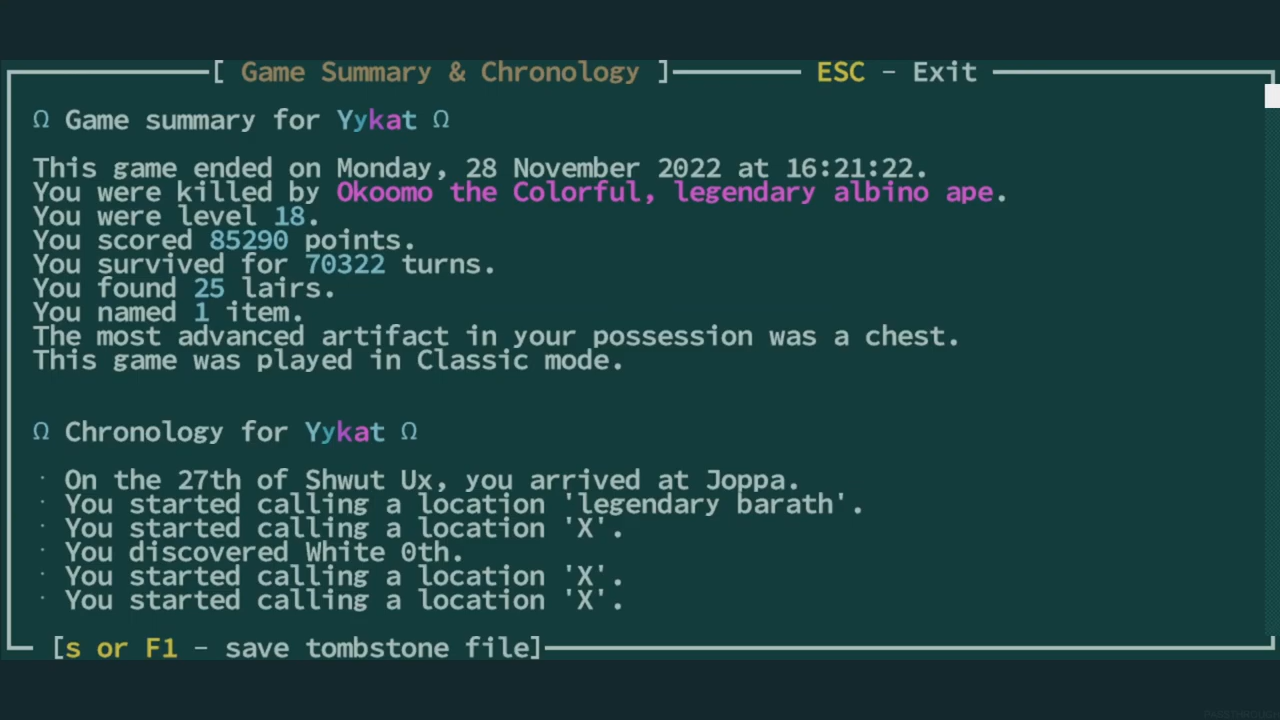 [ Game Summary & Chronology ] ESC - Exit
Ω Game summary for Yykat Ω
This game ended on Monday, 28 November 2022 at 16:21:22.
You were killed by Okoomo the Colorful, legendary albino ape.
You were level 18.
You scored 85290 points.
You survived for 70322 turns.
You found 25 lairs.
You named 1 item.
The most advanced artifact in your possession was a chest.
This game was played in Classic mode.
Ω Chronology for Yykat Ω
· On the 27th of Shwut Ux, you arrived at Joppa.
· You started calling a location 'legendary barath'.
· You started calling a location 'X'.
· You discovered White 0th.
· You started calling a location 'X'.
· You started calling a location 'X'.
[s or F1 - save tombstone file]